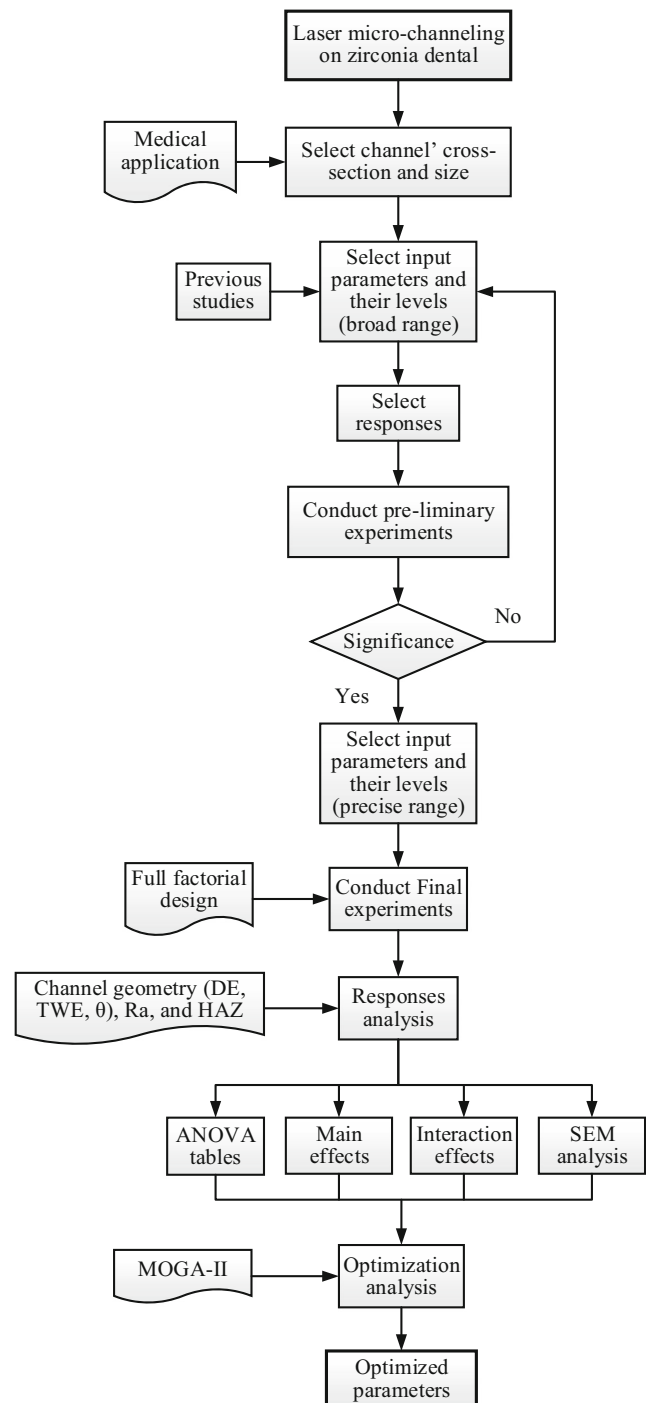 Laser micro-channeling
on zirconia dental
Medical
application
Select channel' cross-
section and size
Previous
studies
Select input
parameters and
their levels
(broad range)
Select
responses
Conduct pre-liminary
experiments
Significance
No
Yes
Select input
parameters and
their levels
(precise range)
Full factorial
design
Conduct Final
experiments
Channel geometry (DE,
TWE, θ), Ra, and HAZ
Responses
analysis
ANOVA
tables
Main
effects
Interaction
effects
SEM
analysis
MOGA-II
Optimization
analysis
Optimized
parameters